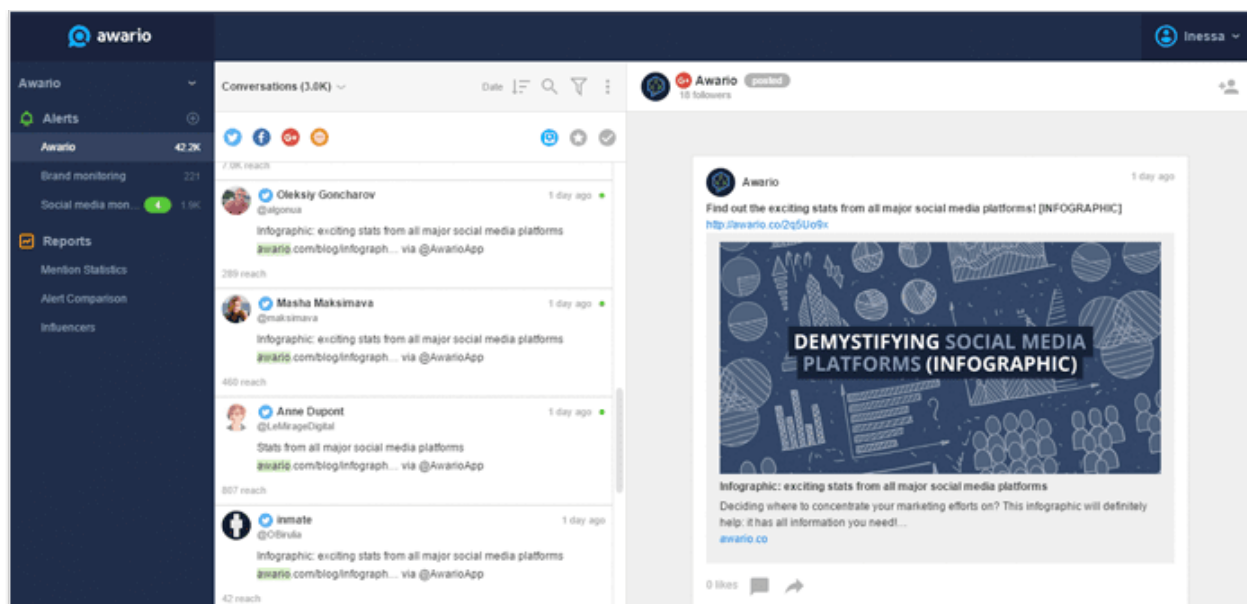 awario
Inessa
Awario
Alerts
Awario 42.2K
Brand monitoring 221
Social media mon... 4 1.9K
Reports
Mention Statistics
Alert Comparison
Influencers
Conversations (3.0K)
Date
7.0K reach
Oleksiy Goncharov 1 day ago
@algonua
Infographic: exciting stats from all major social media platforms
awario.com/blog/infograph... via @AwarioApp
289 reach
Masha Maksimava 1 day ago
@maksimava
Infographic: exciting stats from all major social media platforms
awario.com/blog/infograph... via @AwarioApp
460 reach
Anne Dupont 1 day ago
@LeMirageDigital
Stats from all major social media platforms
awario.com/blog/infograph... via @AwarioApp
807 reach
inmate 1 day ago
@OBirulia
Infographic: exciting stats from all major social media platforms
awario.com/blog/infograph... via @AwarioApp
42 reach
G+ Awario posted
18 followers
Awario 1 day ago
Find out the exciting stats from all major social media platforms! [INFOGRAPHIC]
http://awario.co/2q5Uo9x
DEMYSTIFYING SOCIAL MEDIA
PLATFORMS (INFOGRAPHIC)
Infographic: exciting stats from all major social media platforms
Deciding where to concentrate your marketing efforts on? This infographic will definitely
help: it has all information you need!...
awario.co
0 likes